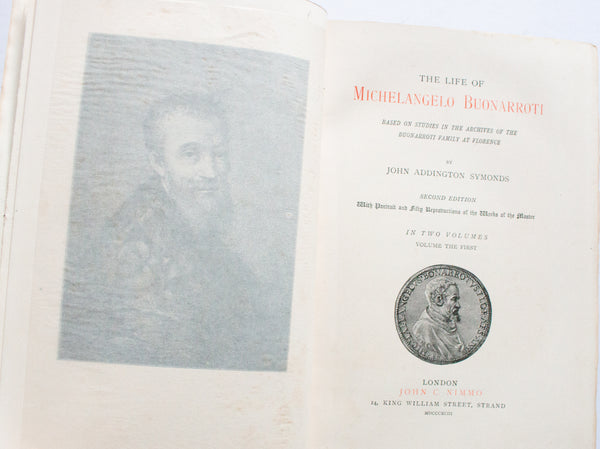 THE LIFE OF
MICHELANGELO BUONARROTI
BASED ON STUDIES IN THE ARCHIVES OF THE
BUONARROTI FAMILY AT FLORENCE
BY
JOHN ADDINGTON SYMONDS
SECOND EDITION
With Portrait and Fifty Reproductions of the Works of the Master
IN TWO VOLUMES
VOLUME THE FIRST
LONDON
JOHN C. NIMMO
14, KING WILLIAM STREET, STRAND
MDCCCXCIII